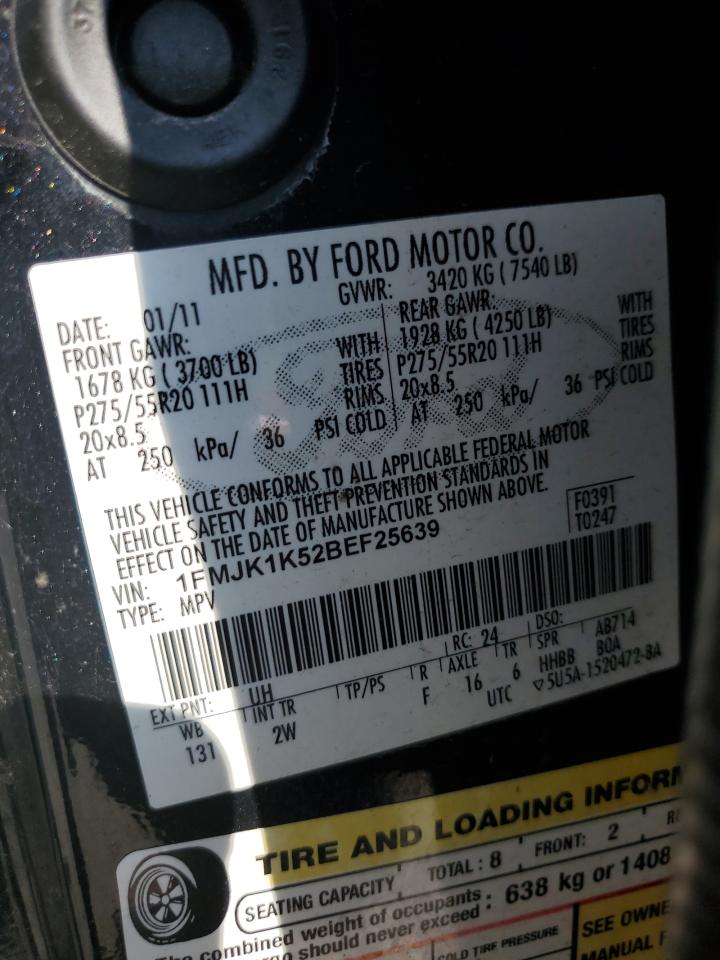 MFD. BY FORD MOTOR CO.
DATE: 01/11 GVWR: 3420 KG ( 7540 LB)
FRONT GAWR: REAR GAWR:
1678 KG ( 3700 LB) WITH 1928 KG ( 4250 LB) WITH
P275/55R20 111H TIRES P275/55R20 111H TIRES
20x8.5 RIMS 20x8.5 RIMS
AT 250 kPa/ 36 PSI COLD AT 250 kPa/ 36 PSI COLD
Ford
THIS VEHICLE CONFORMS TO ALL APPLICABLE FEDERAL MOTOR
VEHICLE SAFETY AND THEFT PREVENTION STANDARDS IN
EFFECT ON THE DATE OF MANUFACTURE SHOWN ABOVE.
F0391
T0247
VIN: 1FMJK1K52BEF25639
TYPE: MPV
EXT PNT: UH RC: 24 DSO:
WB INT TR TP/PS R AXLE TR SPR AB714
131 2W F 16 6 HHBB B0A
UTC ▽5U5A-1520472-BA
TIRE AND LOADING INFORM
SEATING CAPACITY TOTAL : 8 FRONT: 2
The combined weight of occupants
should never exceed : 638 kg or 1408
COLD TIRE PRESSURE
SEE OWNE
MANUAL F